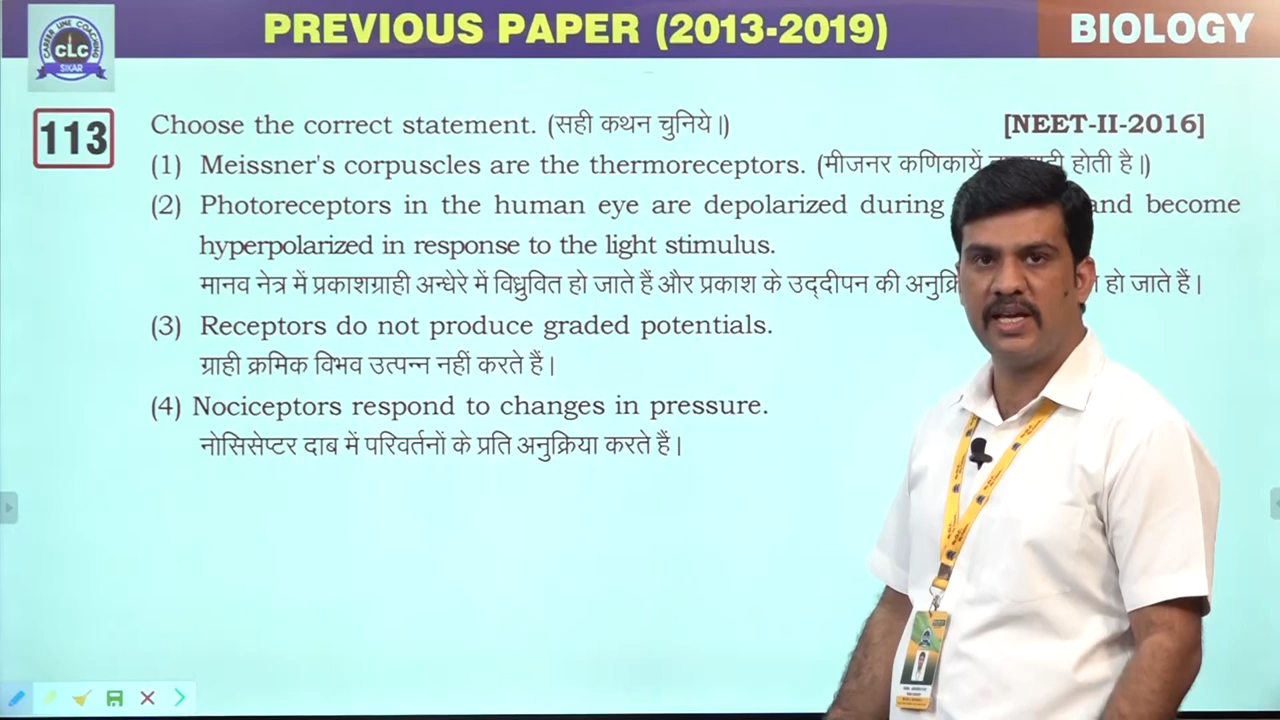 PREVIOUS PAPER (2013-2019)
BIOLOGY
CAREER LINE COACHING
CLC
SIKAR
113
Choose the correct statement. (सही कथन चुनिये।) [NEET-II-2016]
(1) Meissner's corpuscles are the thermoreceptors. (मीजनर कणिकायें होती है।)
(2) Photoreceptors in the human eye are depolarized during and become
hyperpolarized in response to the light stimulus.
मानव नेत्र में प्रकाशग्राही अन्धेरे में विध्रुवित हो जाते हैं और प्रकाश के उद्दीपन की हो जाते हैं।
(3) Receptors do not produce graded potentials.
ग्राही क्रमिक विभव उत्पन्न नहीं करते हैं।
(4) Nociceptors respond to changes in pressure.
नोसिसेप्टर दाब में परिवर्तनों के प्रति अनुक्रिया करते हैं।